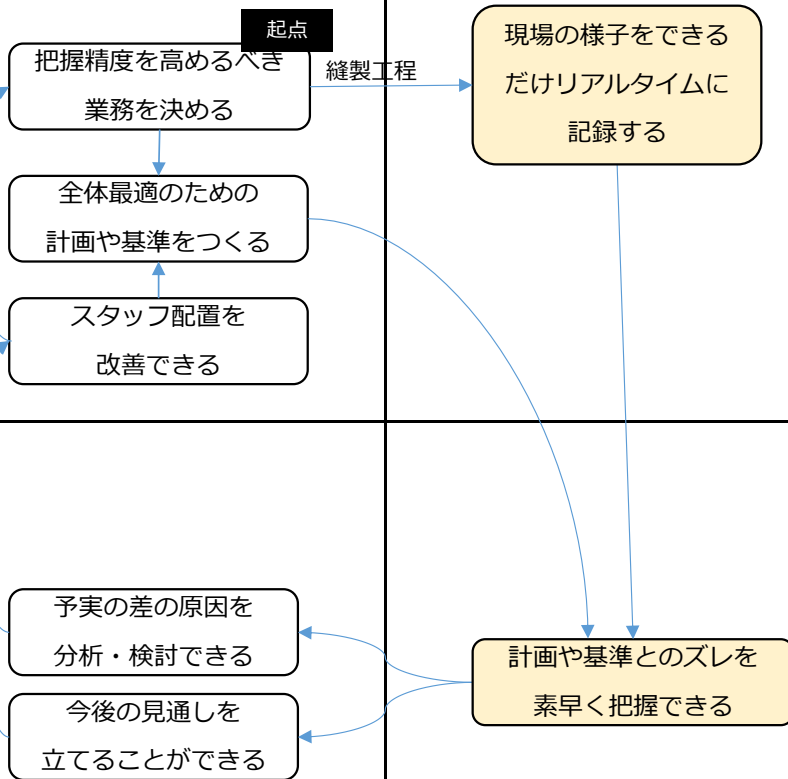 起点
把握精度を高めるべき
業務を決める
縫製工程
現場の様子をできる
だけリアルタイムに
記録する
全体最適のための
計画や基準をつくる
スタッフ配置を
改善できる
予実の差の原因を
分析・検討できる
計画や基準とのズレを
素早く把握できる
今後の見通しを
立てることができる